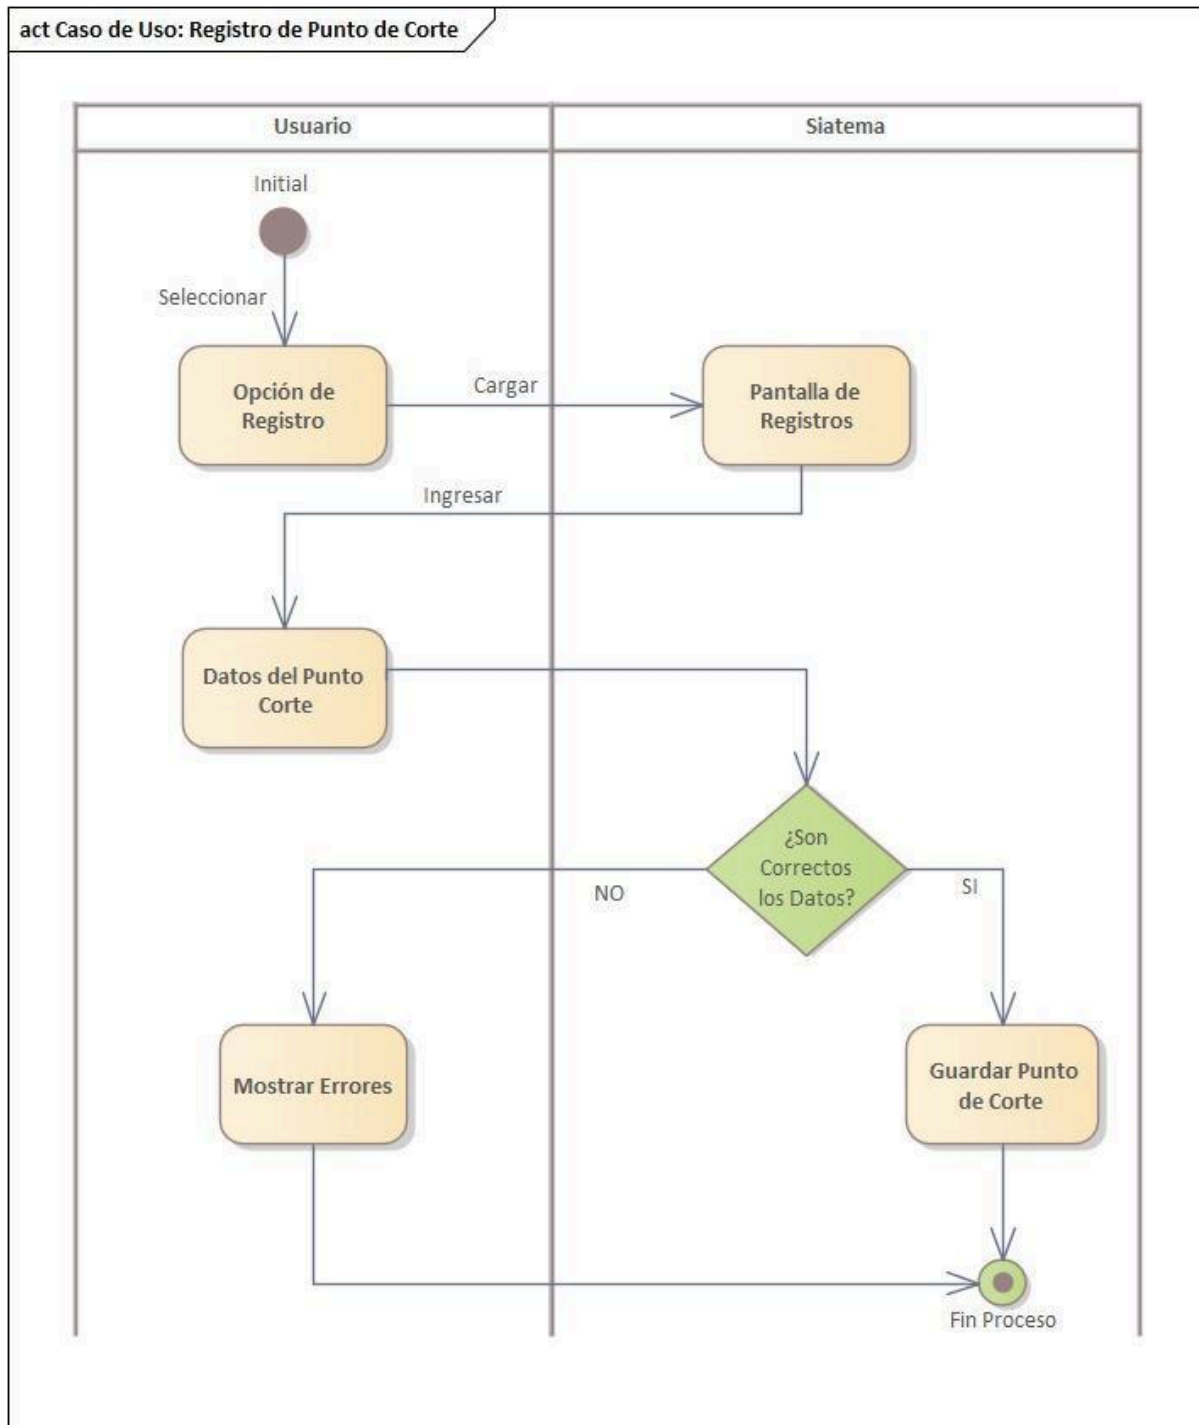 act Caso de Uso: Registro de Punto de Corte
Usuario
Siatema
Initial
Seleccionar
Opción de
Registro
Cargar
Pantalla de
Registros
Ingresar
Datos del Punto
Corte
¿Son
Correctos
los Datos?
NO
SI
Mostrar Errores
Guardar Punto
de Corte
Fin Proceso